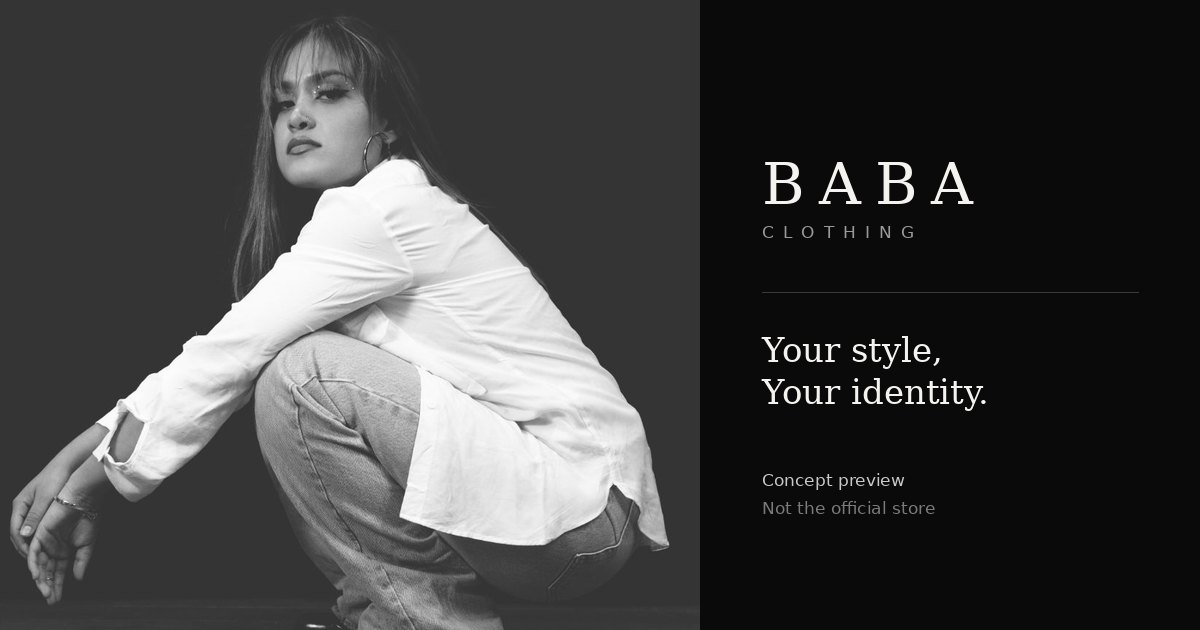 BABA
CLOTHING
Your style,
Your identity.
Concept preview
Not the official store